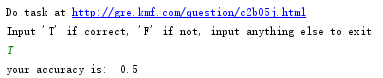 Do task at http://gre.kmf.com/question/c2b05j.html
Input 'T' if correct, 'F' if not, input anything else to exit
T
your accuracy is:  0.5